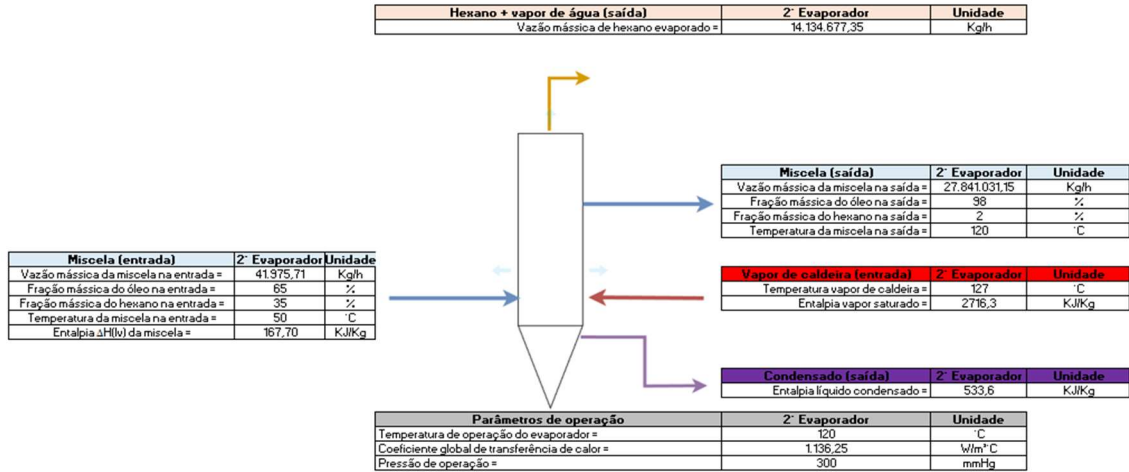 Hexano + vapor de água (saída) 2° Evaporador Unidade
Vazão mássica de hexano evaporado = 14.134.677,35 Kg/h
Miscela (saída) 2° Evaporador Unidade
Vazão mássica da miscela na saída = 27.841.031,15 Kg/h
Fração mássica do óleo na saída = 98 %
Fração mássica do hexano na saída = 2 %
Temperatura da miscela na saída = 120 °C
Miscela (entrada) 2° Evaporador Unidade
Vazão mássica da miscela na entrada = 41.975,71 Kg/h
Fração mássica do óleo na entrada = 65 %
Fração mássica do hexano na entrada = 35 %
Temperatura da miscela na entrada = 50 °C
Entalpia ΔH(lv) da miscela = 167,70 KJ/Kg
Vapor de caldeira (entrada) 2° Evaporador Unidade
Temperatura vapor de caldeira = 127 °C
Entalpia vapor saturado = 2716,3 KJ/Kg
Condensado (saída) 2° Evaporador Unidade
Entalpia líquido condensado = 533,6 KJ/Kg
Parâmetros de operação 2° Evaporador Unidade
Temperatura de operação do evaporador = 120 °C
Coeficiente global de transferência de calor = 1.136,25 W/m²°C
Pressão de operação = 300 mmHg